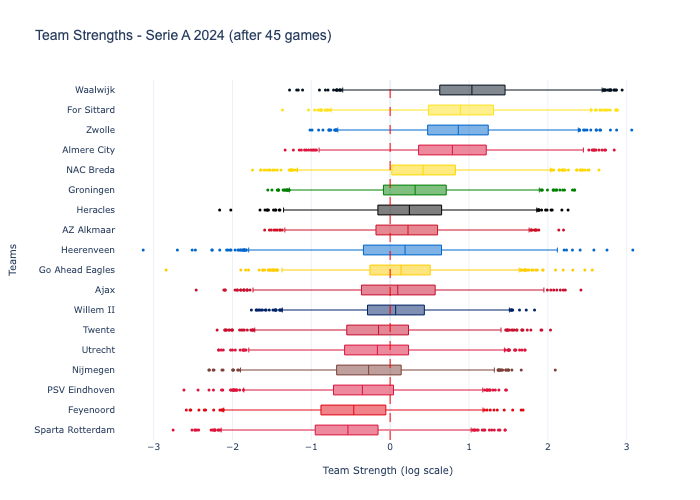 Team Strengths - Serie A 2024 (after 45 games)
Waalwijk
For Sittard
Zwolle
Almere City
NAC Breda
Groningen
Heracles
AZ Alkmaar
Heerenveen
Go Ahead Eagles
Ajax
Willem II
Twente
Utrecht
Nijmegen
PSV Eindhoven
Feyenoord
Sparta Rotterdam
Teams
−3 −2 −1 0 1 2 3
Team Strength (log scale)